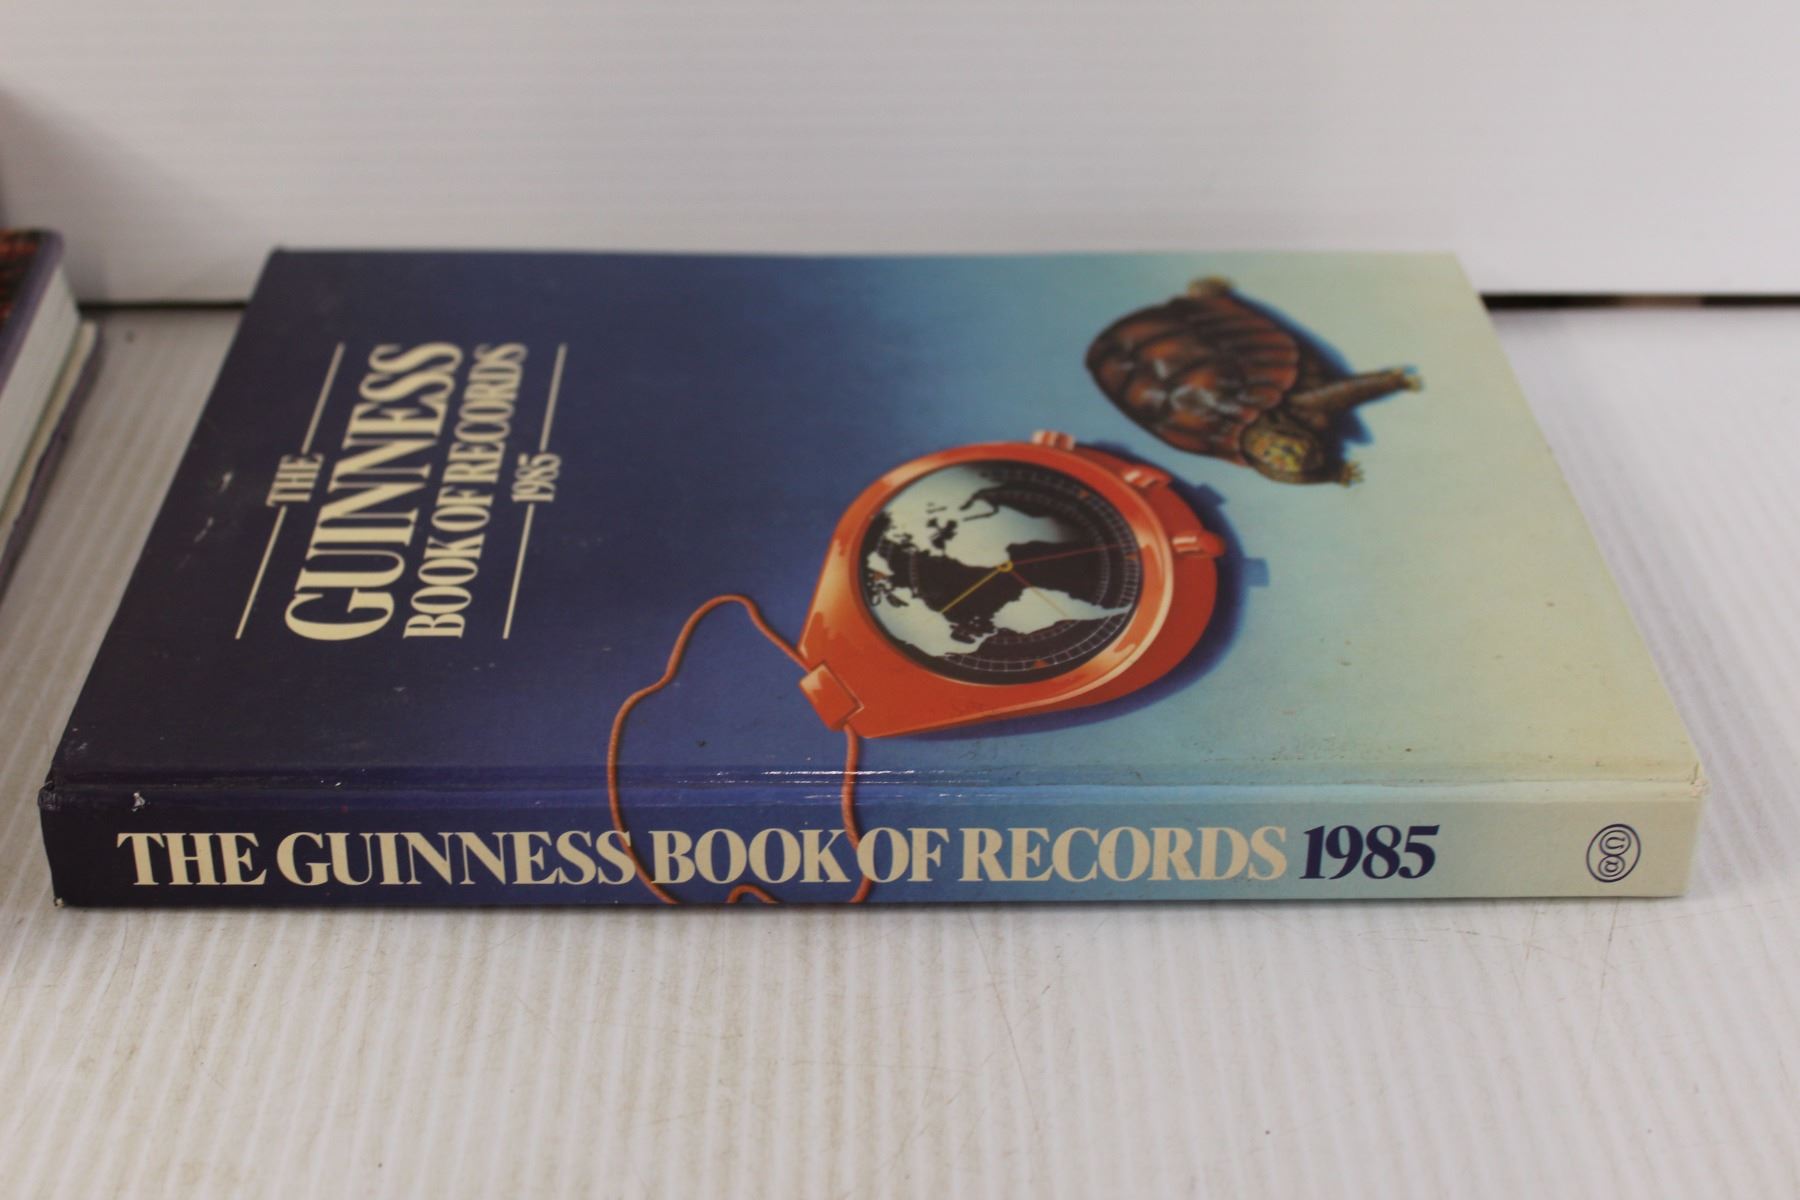 THE
GUINNESS
BOOK OF RECORDS
1985
THE GUINNESS BOOK OF RECORDS 1985